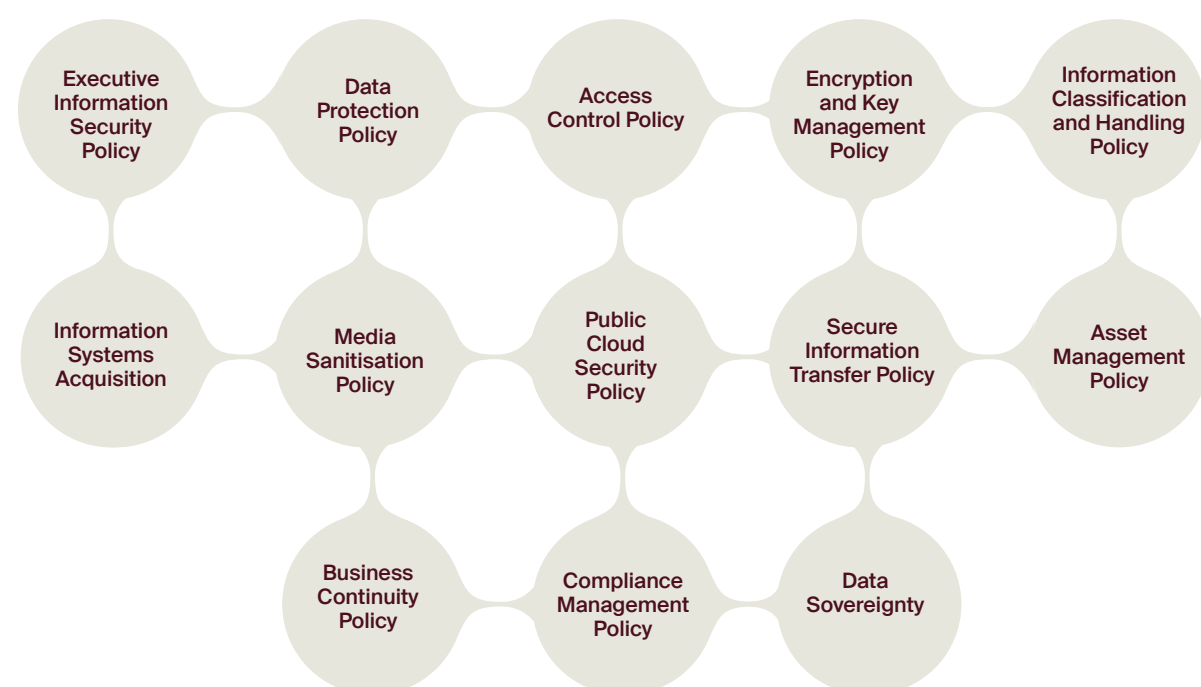 Executive
Information
Security
Policy
Data
Protection
Policy
Access
Control Policy
Encryption
and Key
Management
Policy
Information
Classification
and Handling
Policy
Information
Systems
Acquisition
Media
Sanitisation
Policy
Public
Cloud
Security
Policy
Secure
Information
Transfer Policy
Asset
Management
Policy
Business
Continuity
Policy
Compliance
Management
Policy
Data
Sovereignty